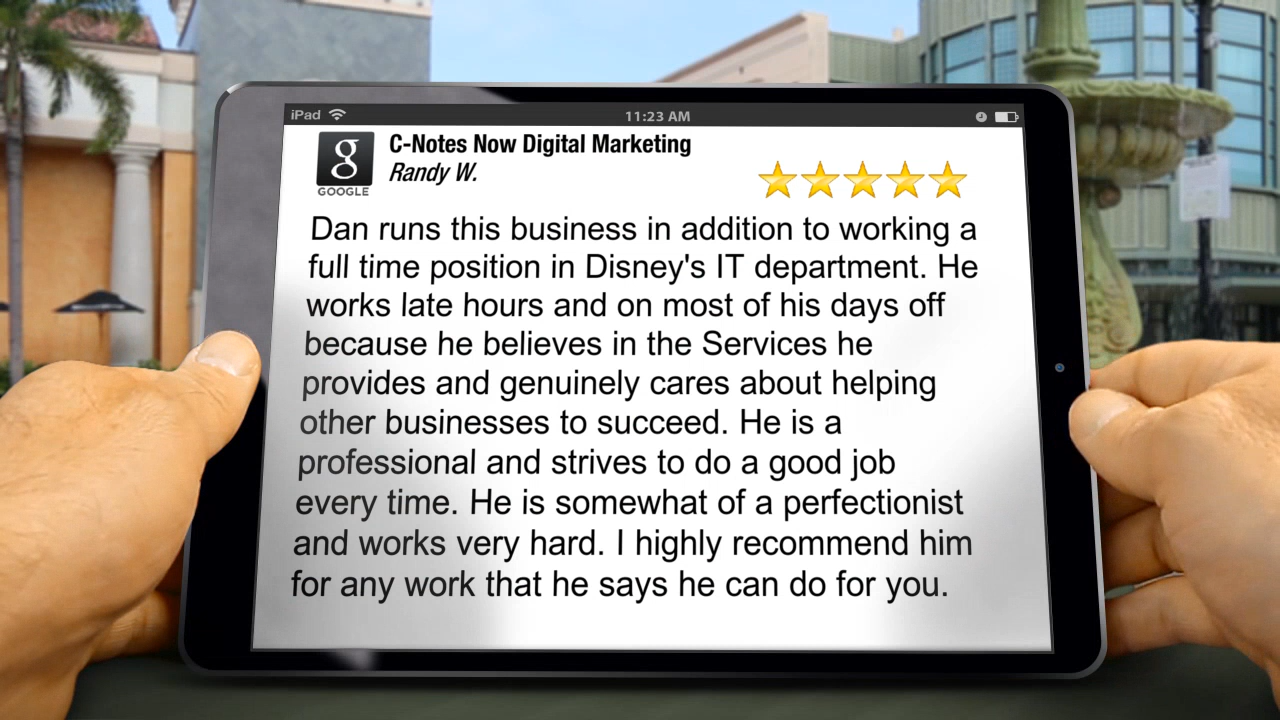 iPad 11:23 AM
g
GOOGLE
C-Notes Now Digital Marketing
Randy W.
Dan runs this business in addition to working a
full time position in Disney's IT department. He
works late hours and on most of his days off
because he believes in the Services he
provides and genuinely cares about helping
other businesses to succeed. He is a
professional and strives to do a good job
every time. He is somewhat of a perfectionist
and works very hard. I highly recommend him
for any work that he says he can do for you.